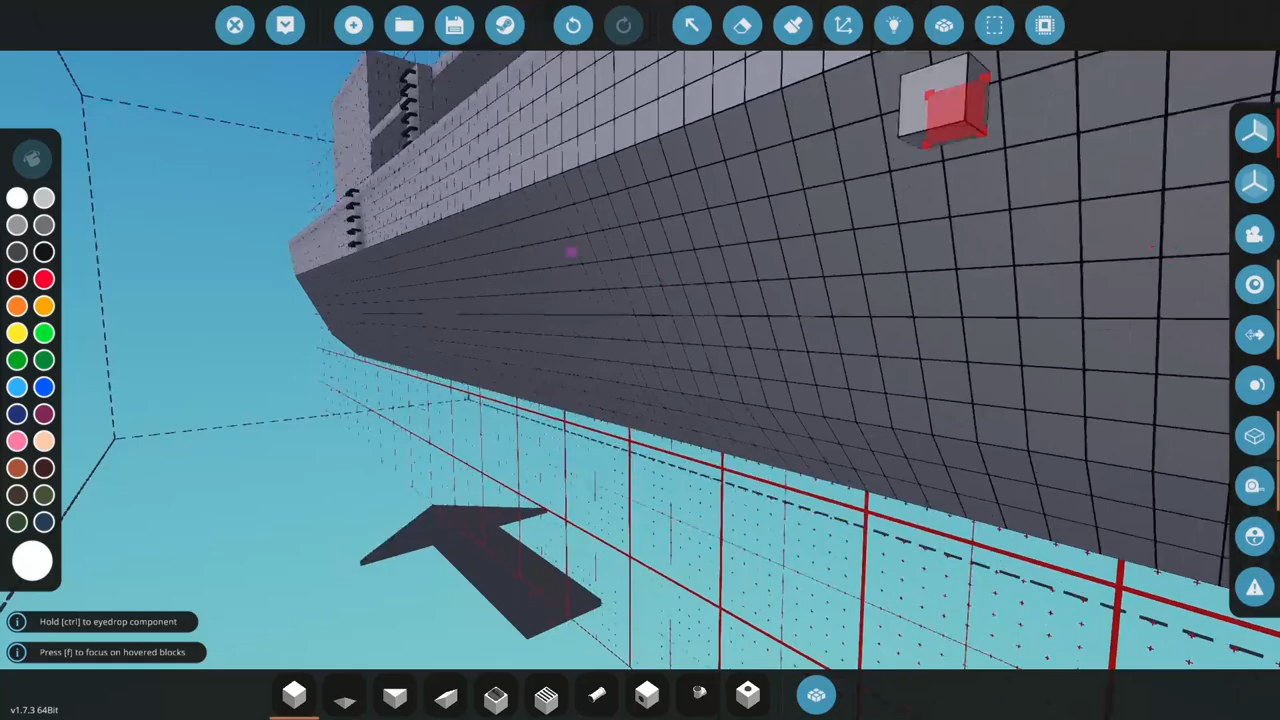 Hold [ctrl] to eyedrop component
Press [f] to focus on hovered blocks
v1.7.3 64Bit